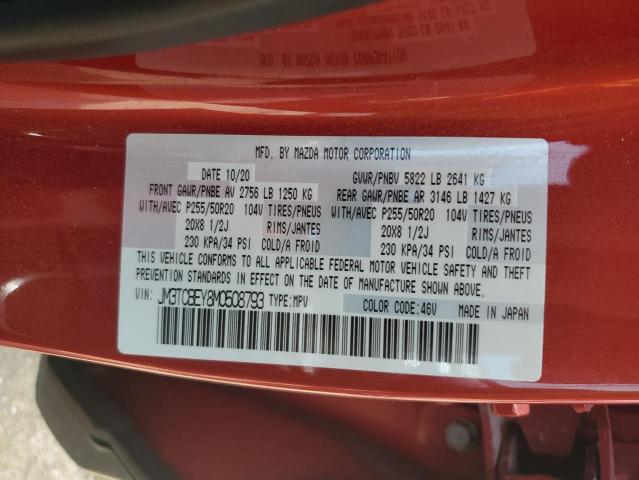 MFD. BY MAZDA MOTOR CORPORATION
DATE 10/20 GVWR/PNBV 5822 LB 2641 KG
FRONT GAWR/PNBE AV 2756 LB 1250 KG REAR GAWR/PNBE AR 3146 LB 1427 KG
WITH/AVEC P255/50R20 104V TIRES/PNEUS WITH/AVEC P255/50R20 104V TIRES/PNEUS
20X8 1/2J RIMS/JANTES 20X8 1/2J RIMS/JANTES
230 KPA/34 PSI COLD/A FROID 230 KPA/34 PSI COLD/A FROID
THIS VEHICLE CONFORMS TO ALL APPLICABLE FEDERAL MOTOR VEHICLE SAFETY AND THEFT
PREVENTION STANDARDS IN EFFECT ON THE DATE OF MANUFACTURE SHOWN ABOVE.
VIN: JM3TCBEY8M0508793 TYPE:MPV COLOR CODE:46V MADE IN JAPAN